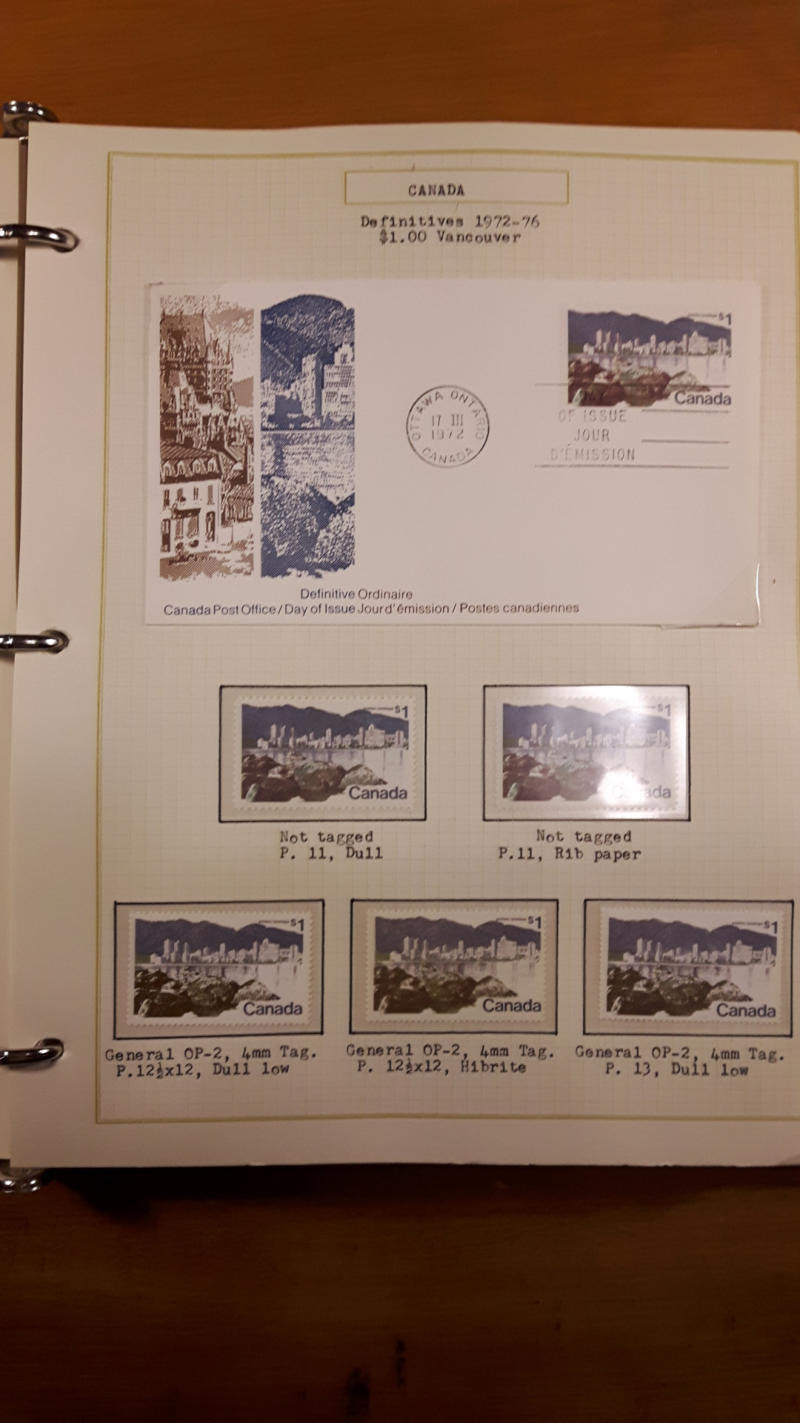 CANADA
Definitives 1972-76
$1.00 Vancouver
$1
Canada
OTTAWA ONTARIO
17 III
1972
CANADA
OF ISSUE
JOUR
D'ÉMISSION
Definitive Ordinaire
Canada Post Office / Day of Issue Jour d'émission / Postes canadiennes
$1
Canada
$1
Canada
Not tagged
P. 11, Dull
Not tagged
P.11, Rib paper
$1
Canada
$1
Canada
$1
Canada
General OP-2, 4mm Tag.
P.12½x12, Dull low
General OP-2, 4mm Tag.
P. 12½x12, Hibrite
General OP-2, 4mm Tag.
P. 13, Dull low